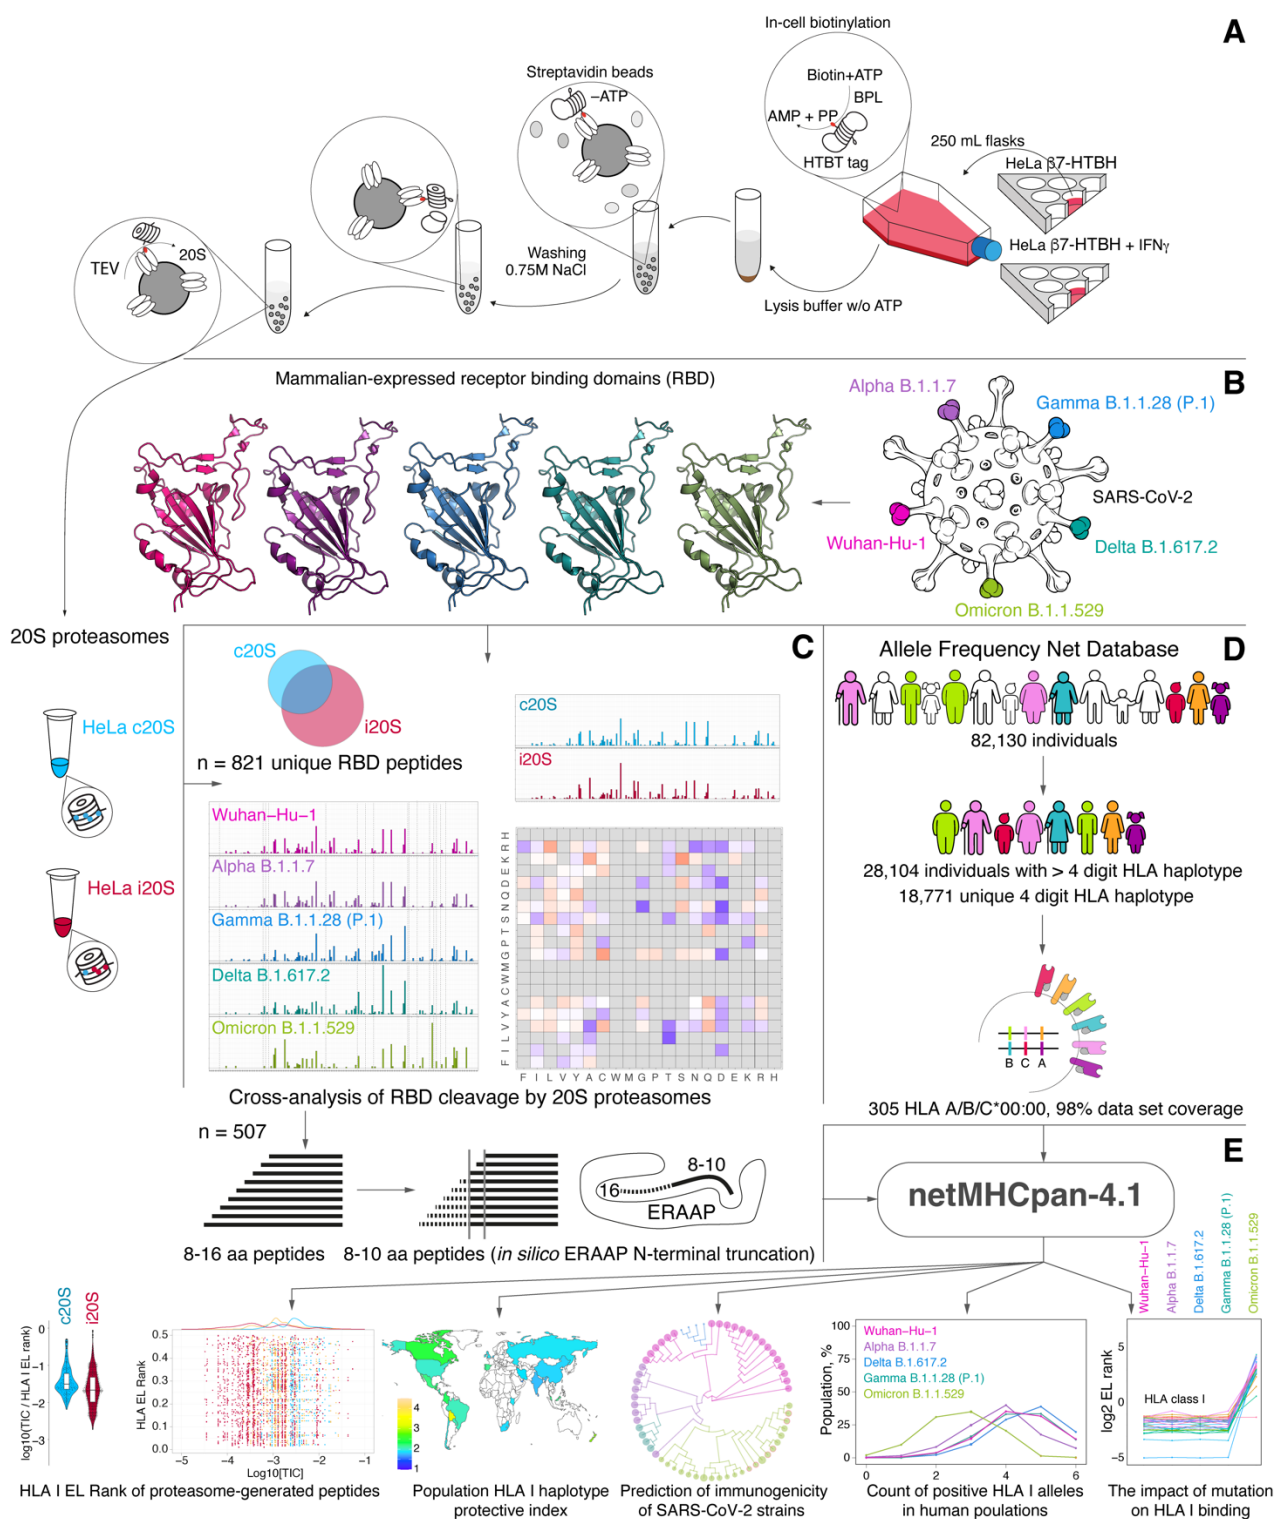 A
In-cell biotinylation
Biotin+ATP
BPL
AMP + PP
HTBT tag
Streptavidin beads
–ATP
250 mL flasks
HeLa β7-HTBH
HeLa β7-HTBH + IFNγ
Washing
0.75M NaCl
Lysis buffer w/o ATP
TEV
20S
B
Mammalian-expressed receptor binding domains (RBD)
Alpha B.1.1.7
Gamma B.1.1.28 (P.1)
SARS-CoV-2
Wuhan-Hu-1
Delta B.1.617.2
Omicron B.1.1.529
20S proteasomes
HeLa c20S
HeLa i20S
C
c20S
i20S
n = 821 unique RBD peptides
c20S
i20S
Wuhan–Hu–1
Alpha B.1.1.7
Gamma B.1.1.28 (P.1)
Delta B.1.617.2
Omicron B.1.1.529
F I L V Y A C W M G P T S N Q D E K R H
F I L V Y A C W M G P T S N Q D E K R H
Cross-analysis of RBD cleavage by 20S proteasomes
n = 507
8-16 aa peptides
8-10 aa peptides (in silico ERAAP N-terminal truncation)
16
8-10
ERAAP
D
Allele Frequency Net Database
82,130 individuals
28,104 individuals with > 4 digit HLA haplotype
18,771 unique 4 digit HLA haplotype
B C A
305 HLA A/B/C*00:00, 98% data set coverage
E
netMHCpan-4.1
c20S
i20S
log10(TIC / HLA I EL rank)
0
−1
−2
−3
HLA EL Rank
0.5
0.4
0.3
0.2
0.1
0.0
−5 −4 −3 −2 −1
Log10[TIC]
HLA I EL Rank of proteasome-generated peptides
4
3
2
1
Population HLA I haplotype
protective index
Prediction of immunogenicity
of SARS-CoV-2 strains
Population, %
100
75
50
25
0
Wuhan–Hu–1
Alpha B.1.1.7
Delta B.1.617.2
Gamma B.1.1.28 (P.1)
Omicron B.1.1.529
0 2 4 6
Count of positive HLA I alleles
in human poulations
Wuhan–Hu–1
Alpha B.1.1.7
Delta B.1.617.2
Gamma B.1.1.28 (P.1)
Omicron B.1.1.529
log2 EL rank
5
0
−5
HLA class I
The impact of mutation
on HLA I binding